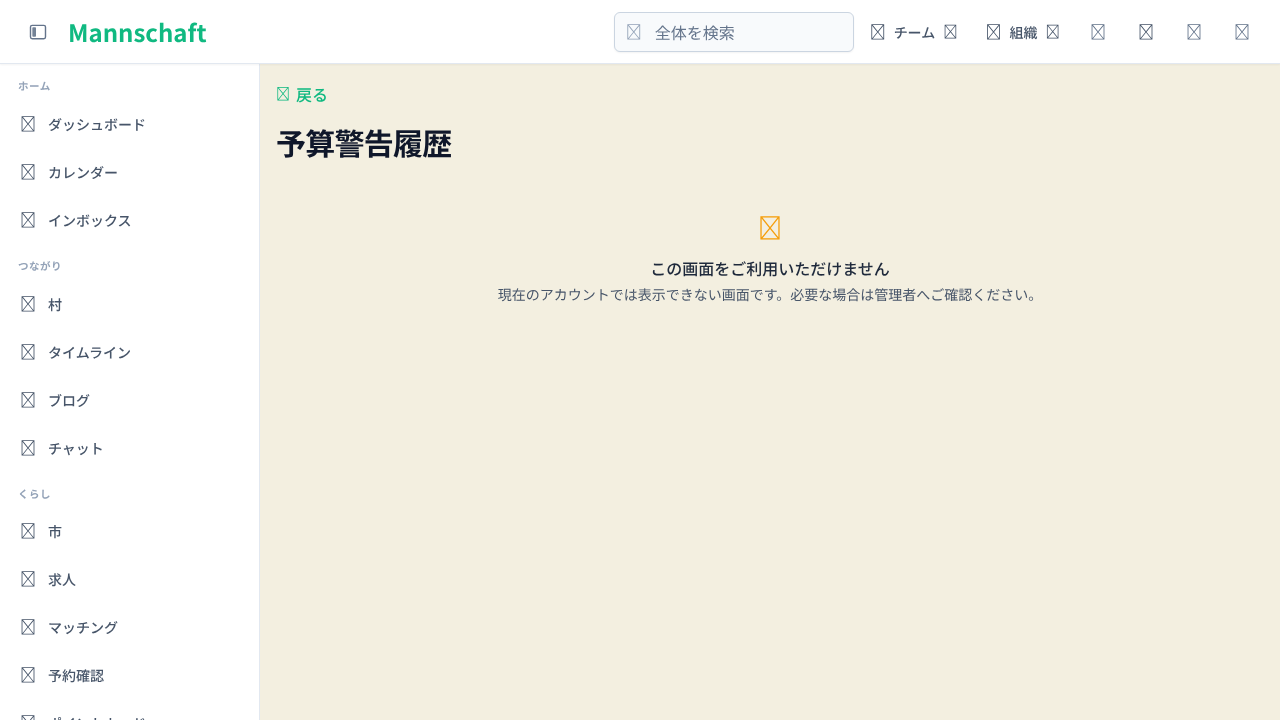 Mannschaft
全体を検索
チーム
組織
ホーム
ダッシュボード
カレンダー
インボックス
つながり
村
タイムライン
ブログ
チャット
くらし
市
求人
マッチング
予約確認
戻る
予算警告履歴
この画面をご利用いただけません
現在のアカウントでは表示できない画面です。必要な場合は管理者へご確認ください。